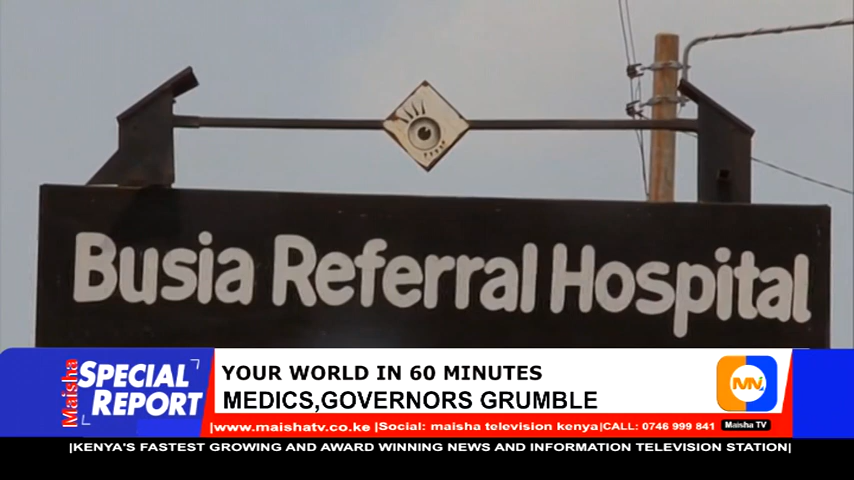 Busia Referral Hospital
Maisha
SPECIAL
REPORT
YOUR WORLD IN 60 MINUTES
MEDICS,GOVERNORS GRUMBLE
MN
|www.maishatv.co.ke |Social: maisha television kenya|CALL: 0746 999 841
Maisha TV
|KENYA'S FASTEST GROWING AND AWARD WINNING NEWS AND INFORMATION TELEVISION STATION|